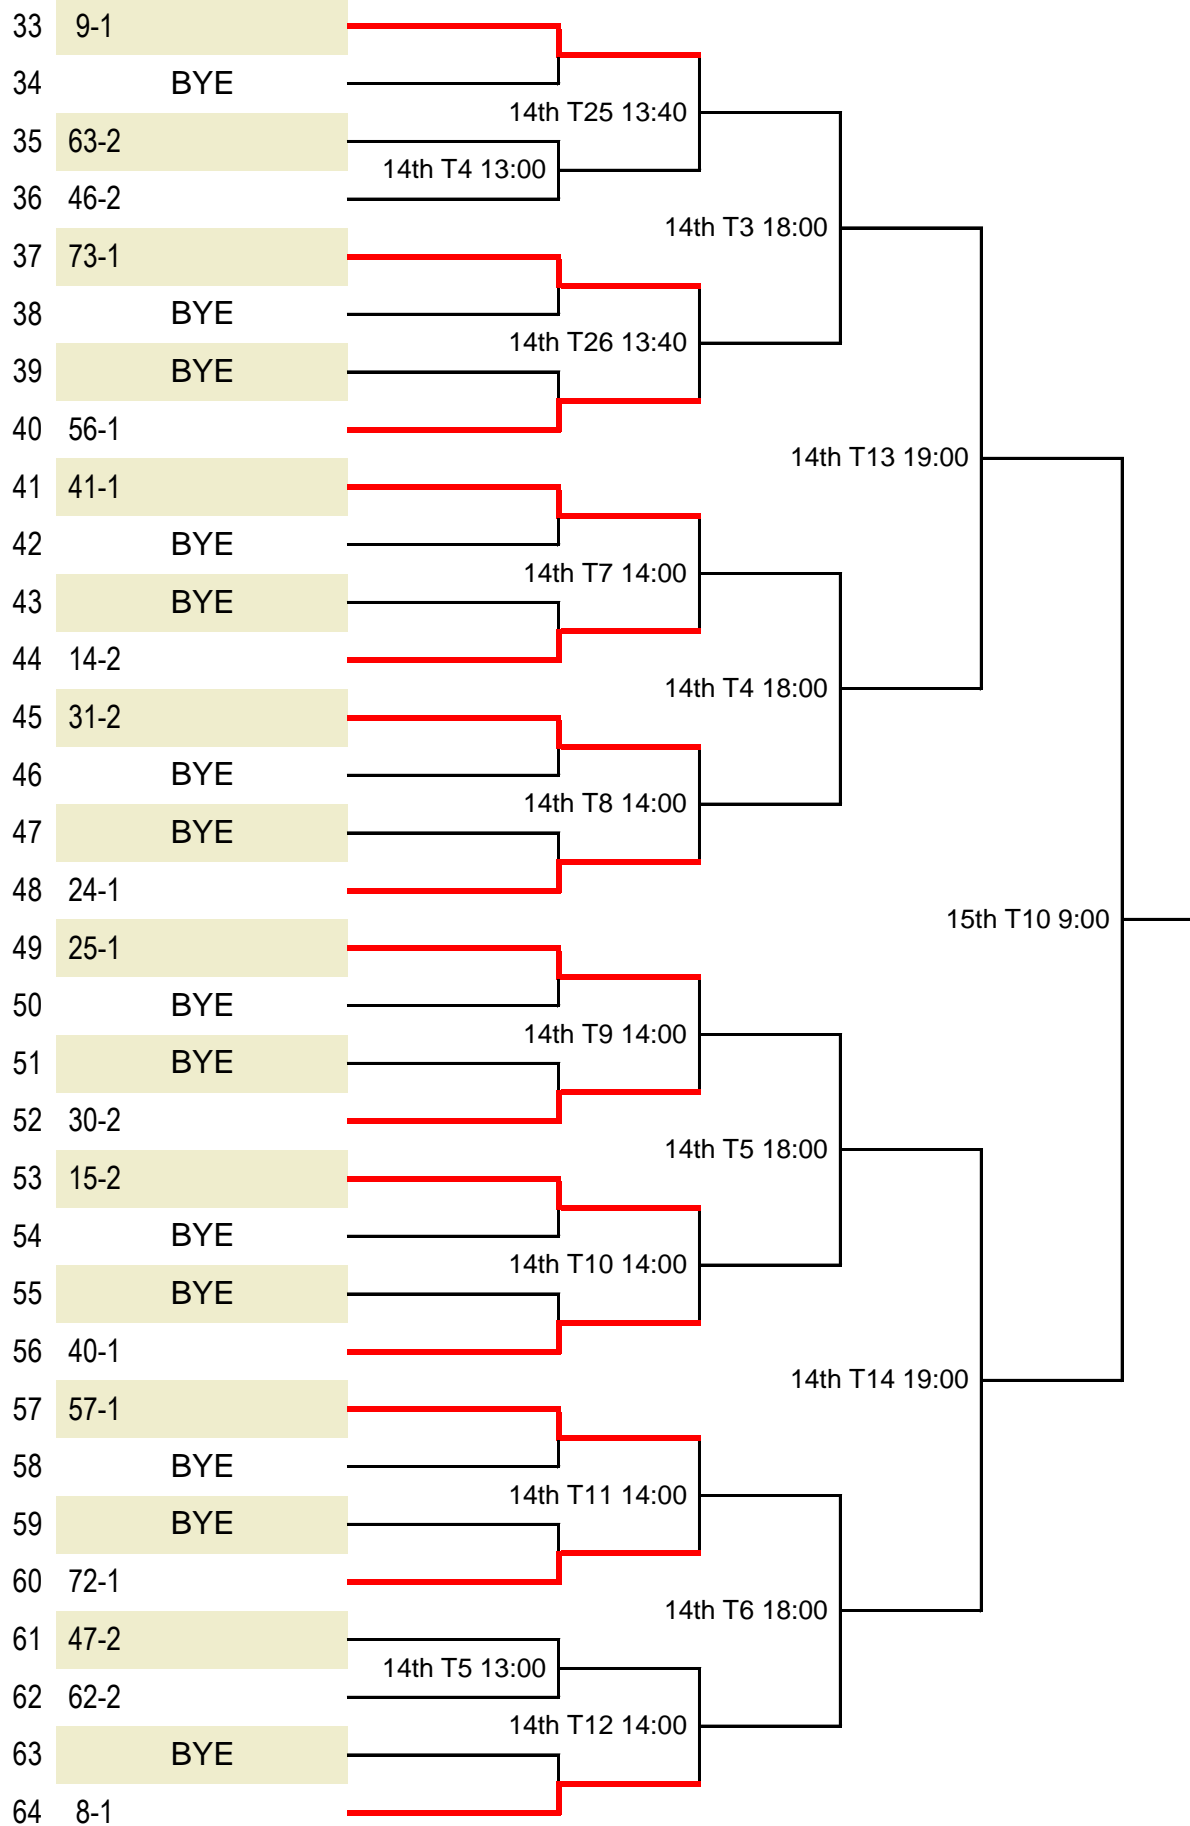 33 9-1
34 BYE
14th T25 13:40
35 63-2
14th T4 13:00
36 46-2
14th T3 18:00
37 73-1
38 BYE
14th T26 13:40
39 BYE
40 56-1
14th T13 19:00
41 41-1
42 BYE
14th T7 14:00
43 BYE
44 14-2
14th T4 18:00
45 31-2
46 BYE
14th T8 14:00
47 BYE
48 24-1
15th T10 9:00
49 25-1
50 BYE
14th T9 14:00
51 BYE
52 30-2
14th T5 18:00
53 15-2
54 BYE
14th T10 14:00
55 BYE
56 40-1
14th T14 19:00
57 57-1
58 BYE
14th T11 14:00
59 BYE
60 72-1
14th T6 18:00
61 47-2
14th T5 13:00
62 62-2
14th T12 14:00
63 BYE
64 8-1